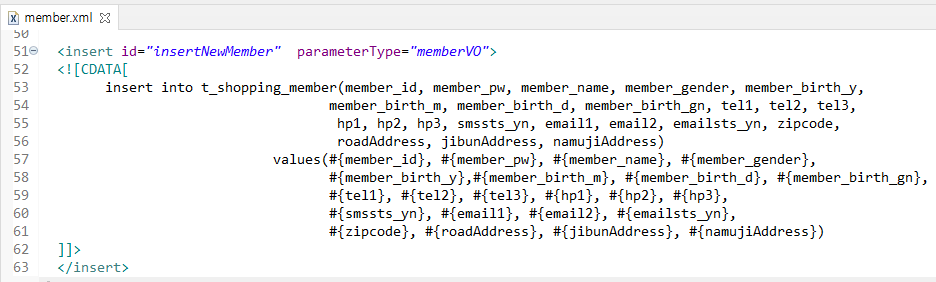 member.xml
50
51 <insert id="insertNewMember"  parameterType="memberVO">
52 <![CDATA[
53 insert into t_shopping_member(member_id, member_pw, member_name, member_gender, member_birth_y,
54 member_birth_m, member_birth_d, member_birth_gn, tel1, tel2, tel3,
55 hp1, hp2, hp3, smssts_yn, email1, email2, emailsts_yn, zipcode,
56 roadAddress, jibunAddress, namujiAddress)
57 values(#{member_id}, #{member_pw}, #{member_name}, #{member_gender},
58 #{member_birth_y},#{member_birth_m}, #{member_birth_d}, #{member_birth_gn},
59 #{tel1}, #{tel2}, #{tel3}, #{hp1}, #{hp2}, #{hp3},
60 #{smssts_yn}, #{email1}, #{email2}, #{emailsts_yn},
61 #{zipcode}, #{roadAddress}, #{jibunAddress}, #{namujiAddress})
62 ]]>
63 </insert>